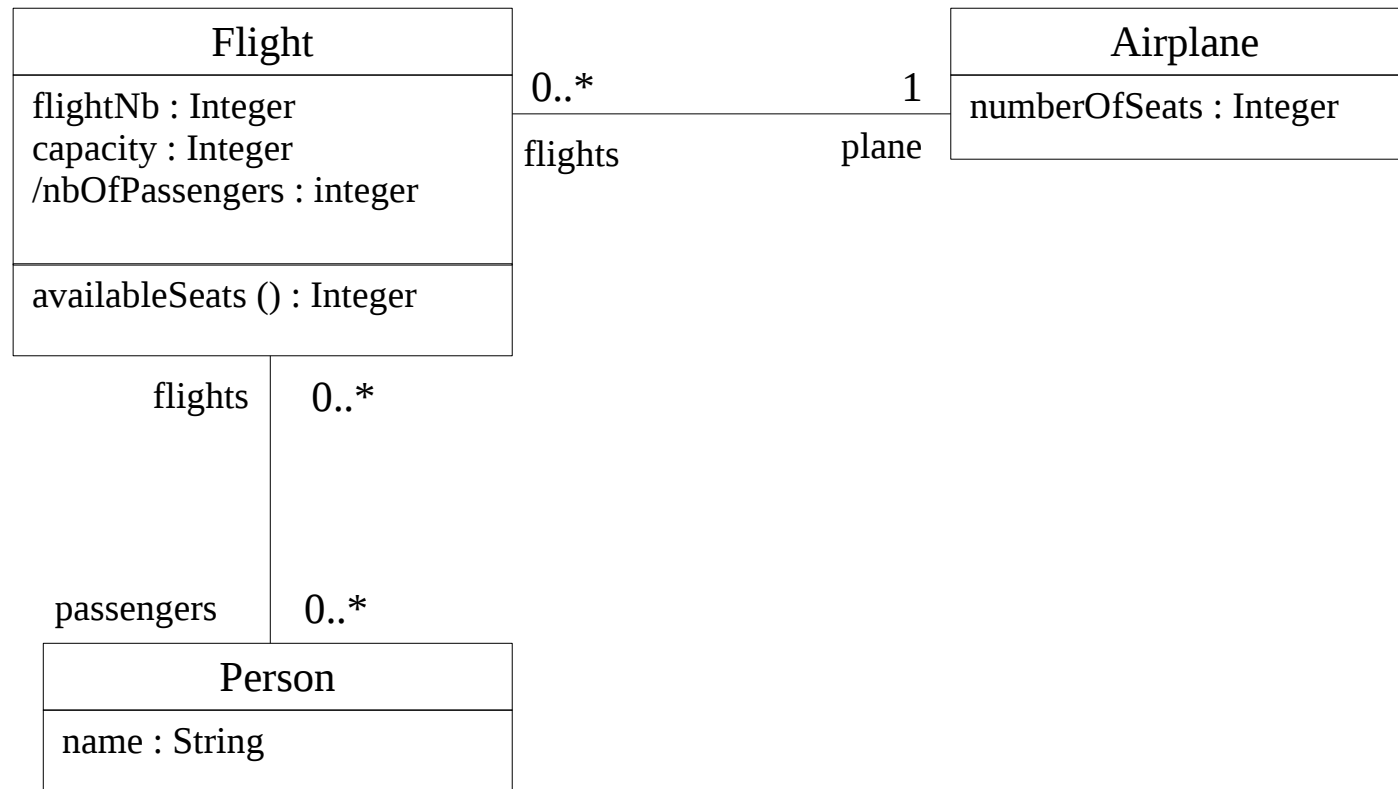 Flight
flightNb : Integer
capacity : Integer
/nbOfPassengers : integer
availableSeats () : Integer
0..*
1
flights
plane
Airplane
numberOfSeats : Integer
flights
0..*
passengers
0..*
Person
name : String